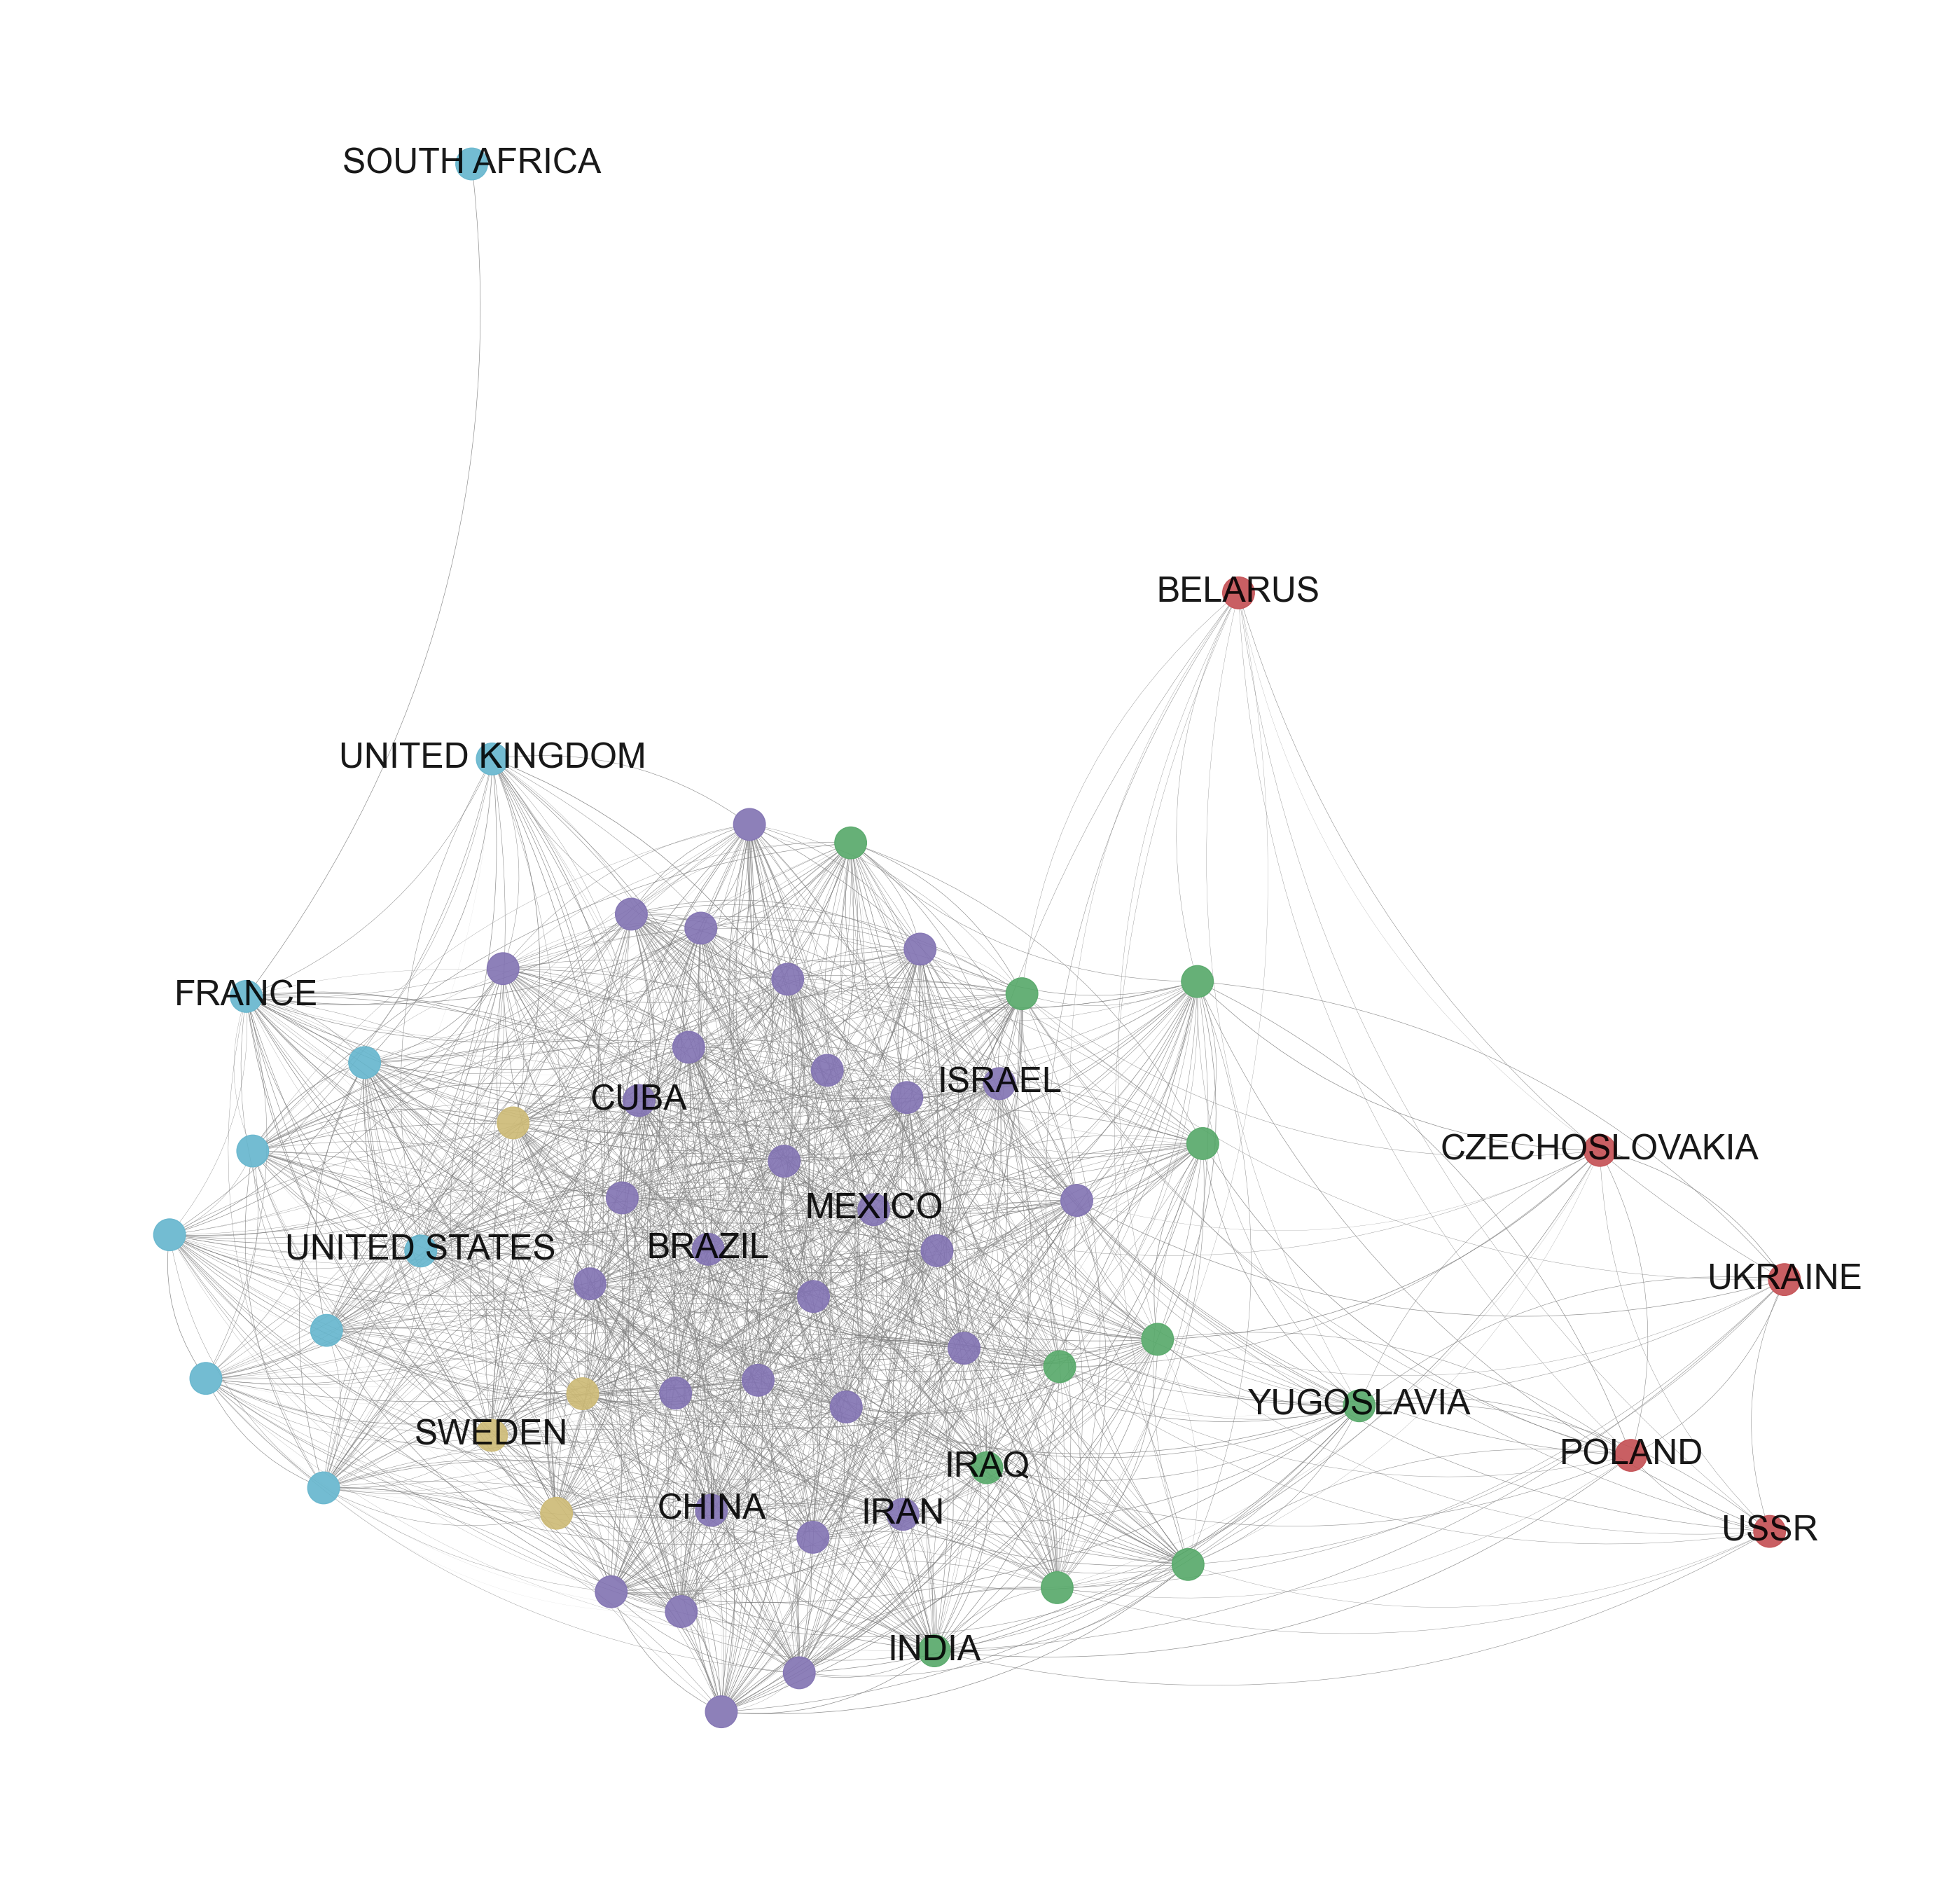 SOUTH AFRICA
BELARUS
UNITED KINGDOM
FRANCE
ISRAEL
CUBA
CZECHOSLOVAKIA
MEXICO
UNITED STATES
BRAZIL
UKRAINE
YUGOSLAVIA
SWEDEN
POLAND
IRAQ
CHINA
IRAN
USSR
INDIA